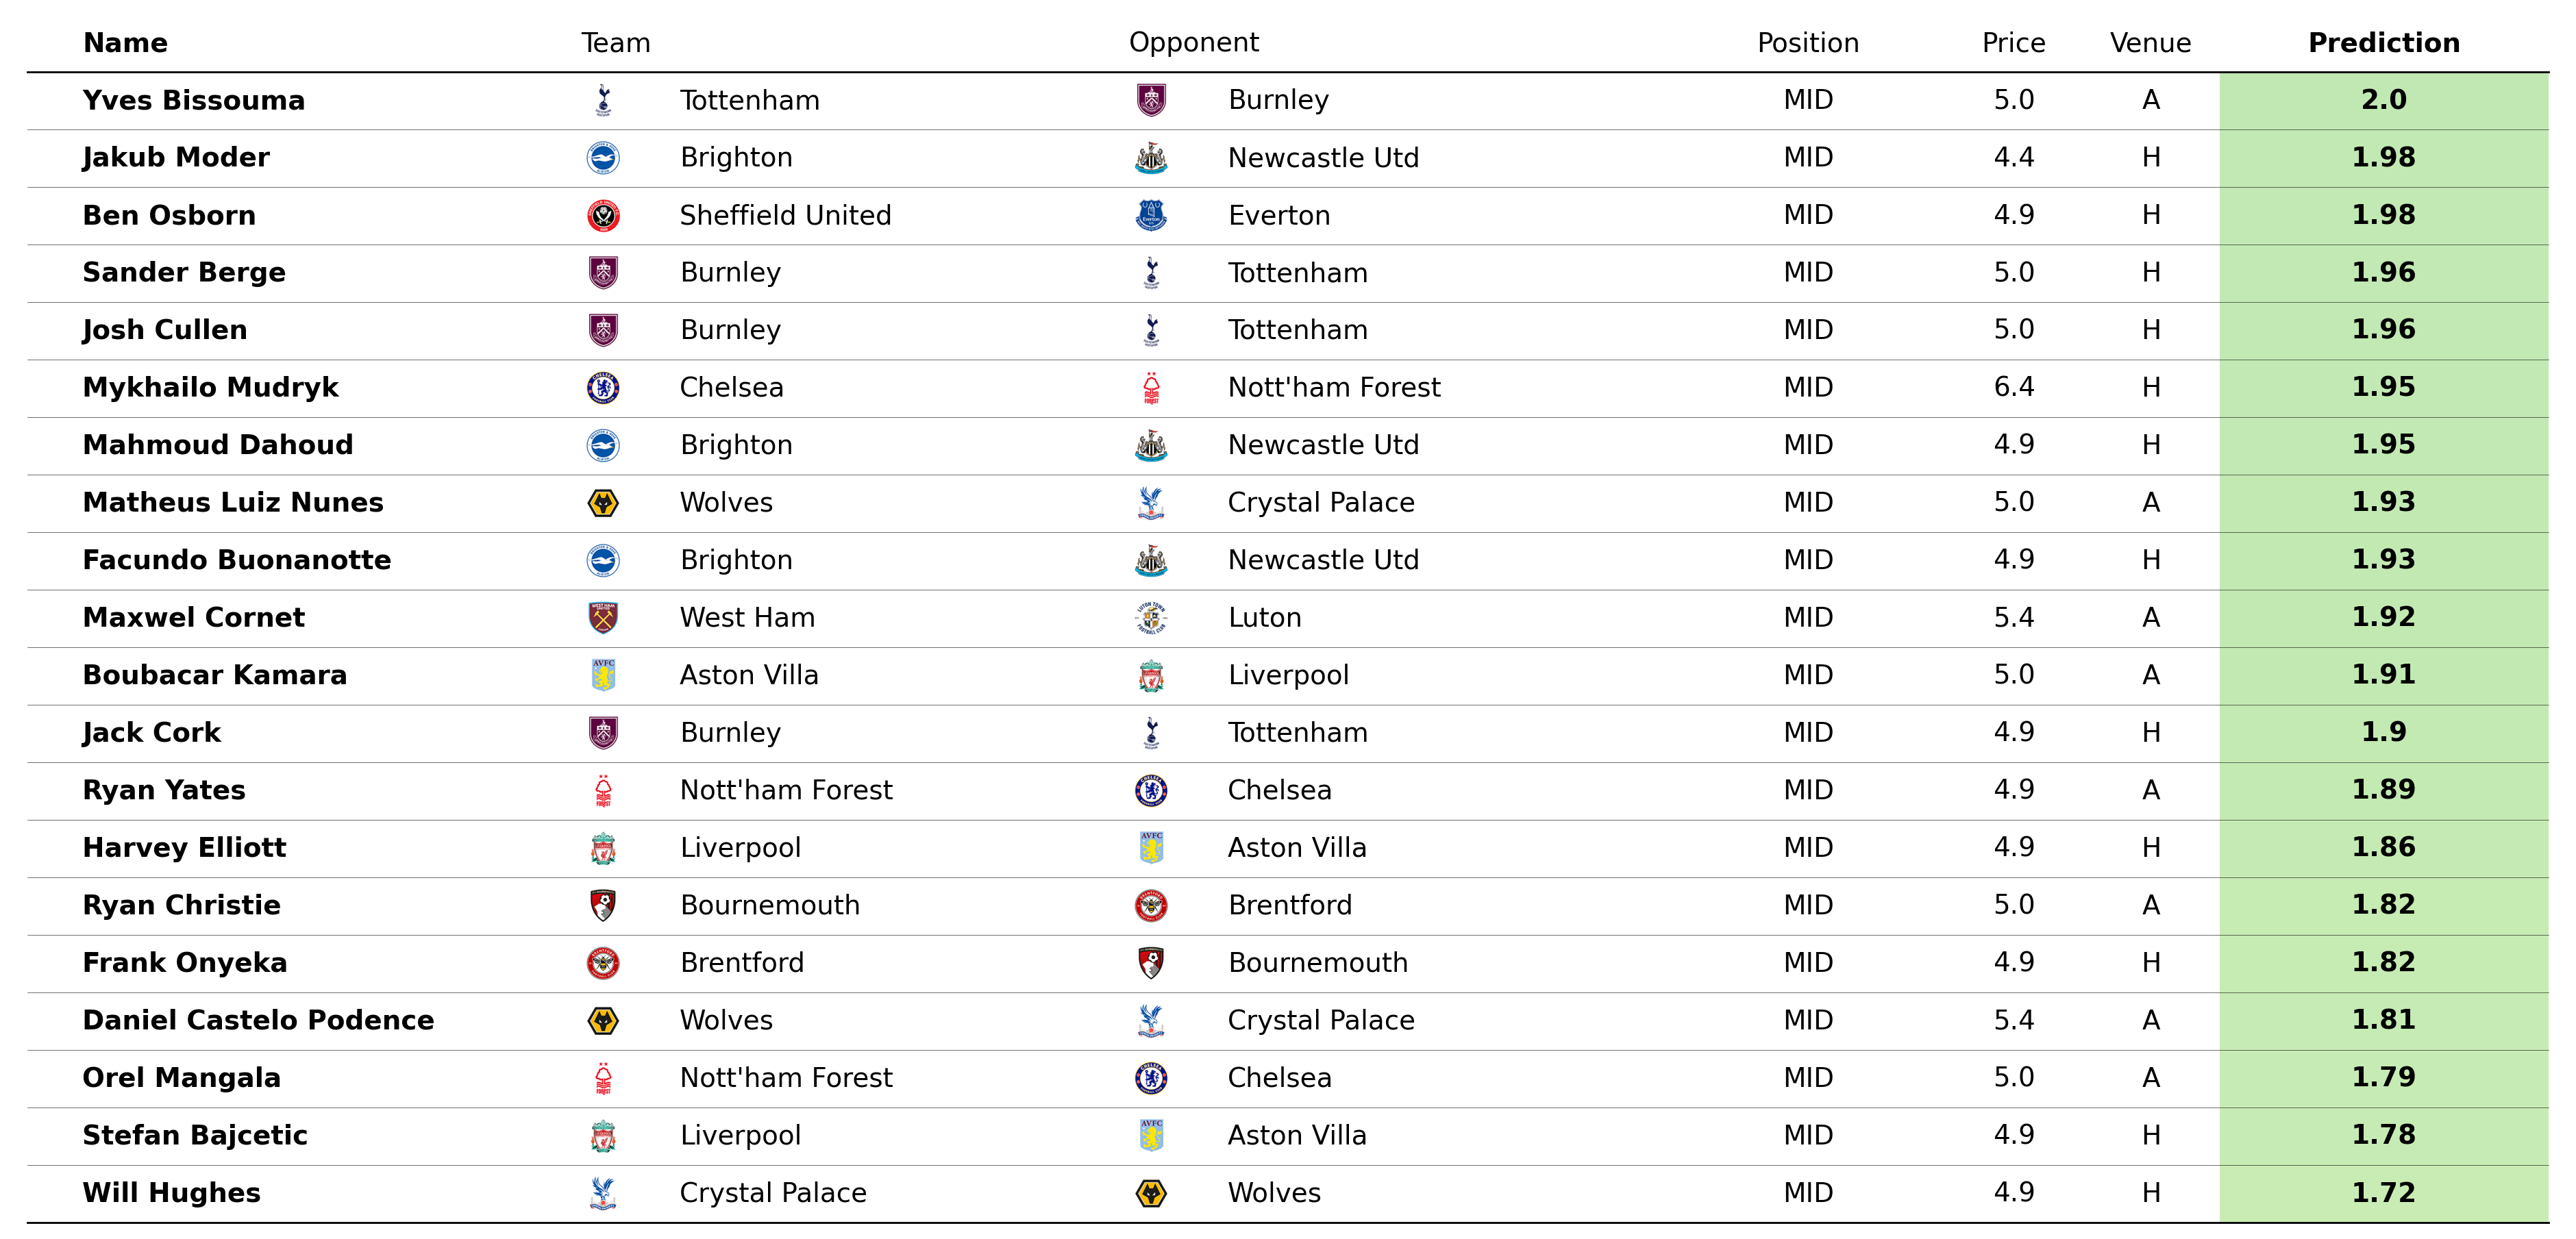 Name Team Opponent Position Price Venue Prediction
Yves Bissouma Tottenham Burnley MID 5.0 A 2.0
Jakub Moder Brighton Newcastle Utd MID 4.4 H 1.98
Ben Osborn Sheffield United Everton MID 4.9 H 1.98
Sander Berge Burnley Tottenham MID 5.0 H 1.96
Josh Cullen Burnley Tottenham MID 5.0 H 1.96
Mykhailo Mudryk Chelsea Nott'ham Forest MID 6.4 H 1.95
Mahmoud Dahoud Brighton Newcastle Utd MID 4.9 H 1.95
Matheus Luiz Nunes Wolves Crystal Palace MID 5.0 A 1.93
Facundo Buonanotte Brighton Newcastle Utd MID 4.9 H 1.93
Maxwel Cornet West Ham Luton MID 5.4 A 1.92
Boubacar Kamara Aston Villa Liverpool MID 5.0 A 1.91
Jack Cork Burnley Tottenham MID 4.9 H 1.9
Ryan Yates Nott'ham Forest Chelsea MID 4.9 A 1.89
Harvey Elliott Liverpool Aston Villa MID 4.9 H 1.86
Ryan Christie Bournemouth Brentford MID 5.0 A 1.82
Frank Onyeka Brentford Bournemouth MID 4.9 H 1.82
Daniel Castelo Podence Wolves Crystal Palace MID 5.4 A 1.81
Orel Mangala Nott'ham Forest Chelsea MID 5.0 A 1.79
Stefan Bajcetic Liverpool Aston Villa MID 4.9 H 1.78
Will Hughes Crystal Palace Wolves MID 4.9 H 1.72